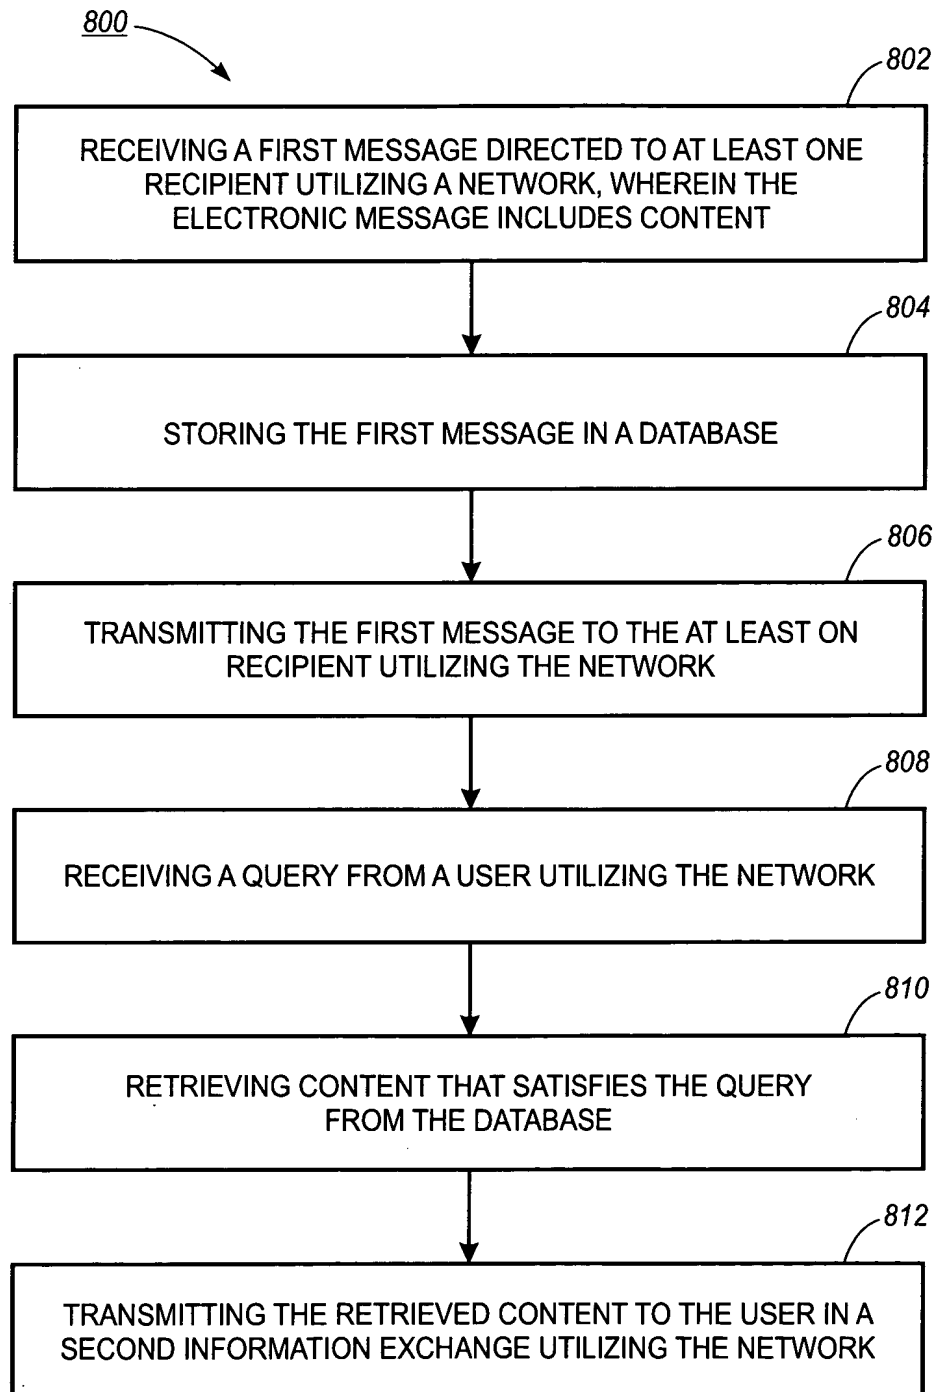 800
802
RECEIVING A FIRST MESSAGE DIRECTED TO AT LEAST ONE
RECIPIENT UTILIZING A NETWORK, WHEREIN THE
ELECTRONIC MESSAGE INCLUDES CONTENT
804
STORING THE FIRST MESSAGE IN A DATABASE
806
TRANSMITTING THE FIRST MESSAGE TO THE AT LEAST ON
RECIPIENT UTILIZING THE NETWORK
808
RECEIVING A QUERY FROM A USER UTILIZING THE NETWORK
810
RETRIEVING CONTENT THAT SATISFIES THE QUERY
FROM THE DATABASE
812
TRANSMITTING THE RETRIEVED CONTENT TO THE USER IN A
SECOND INFORMATION EXCHANGE UTILIZING THE NETWORK